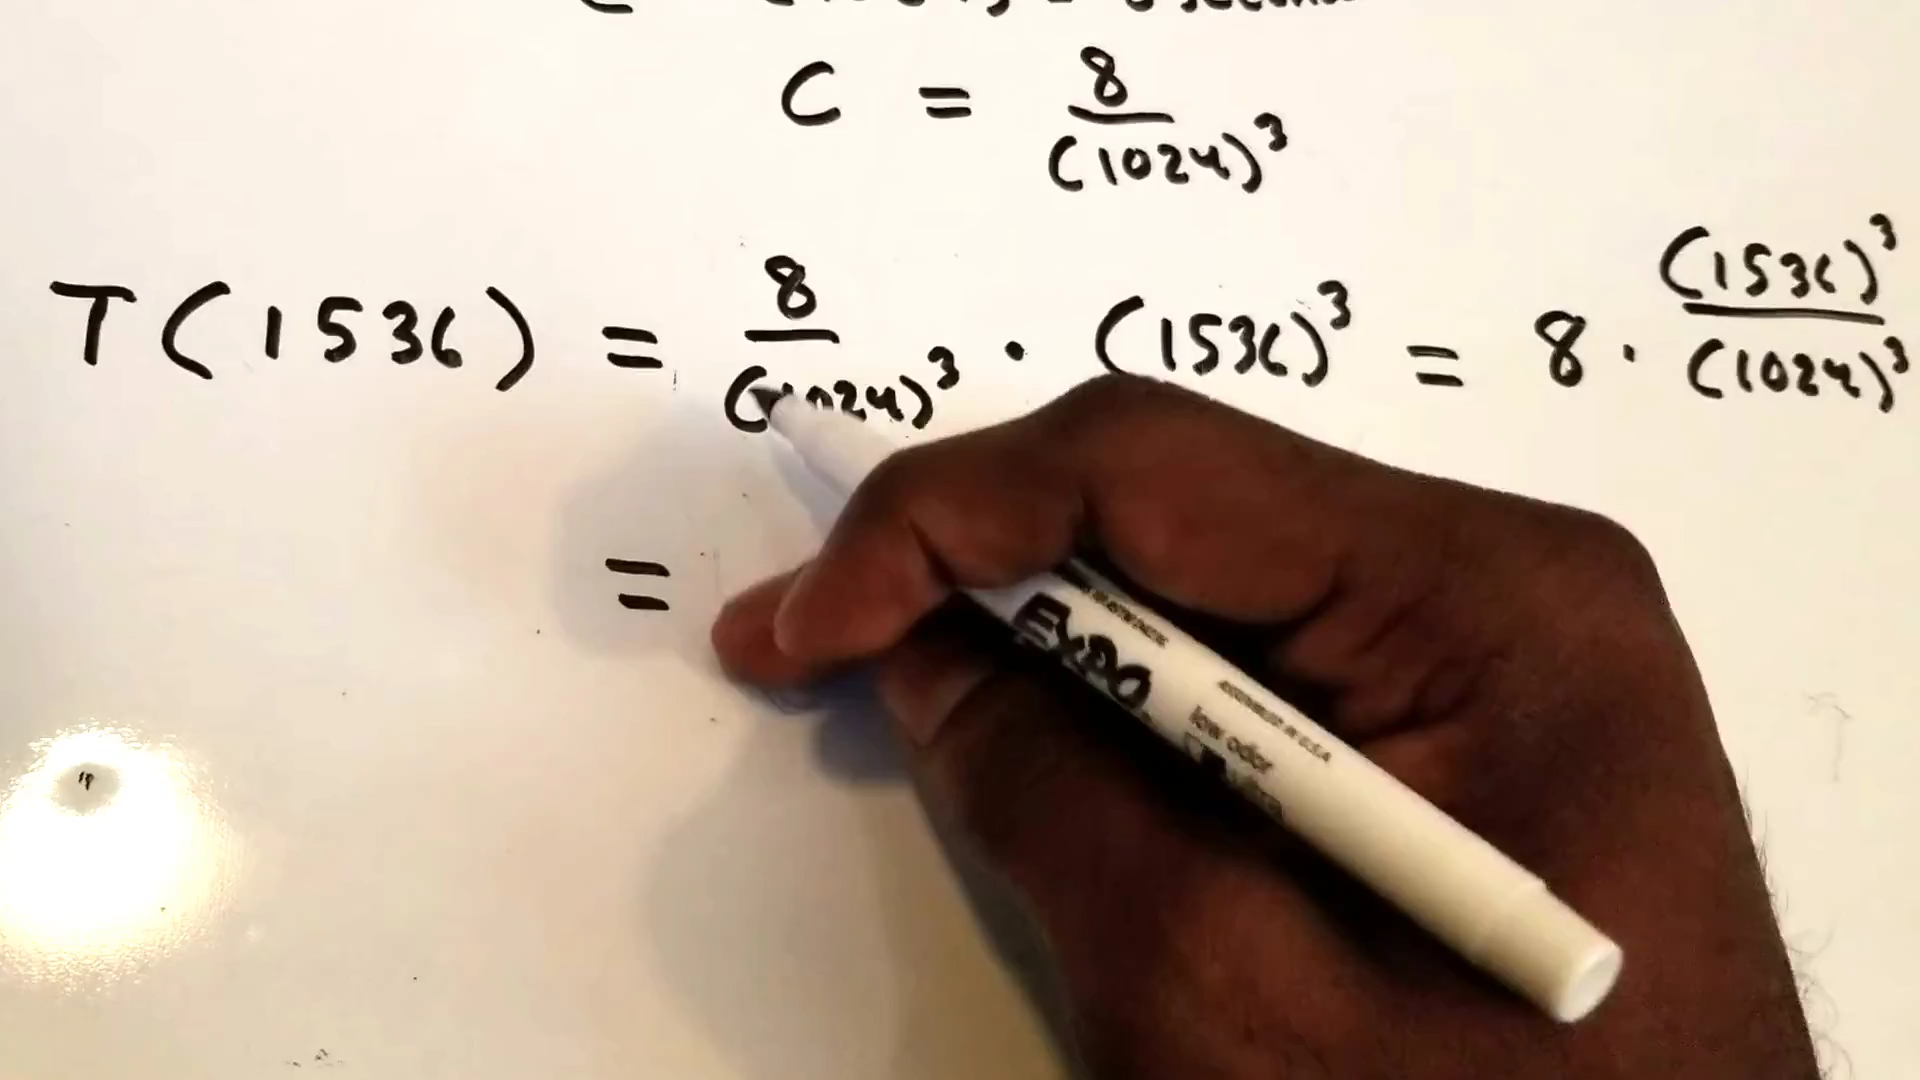 C = 8/(1024)³
T(1536) = 8/(1024)³ · (1536)³ = 8 · (1536)³/(1024)³
=
EXPO
low odor